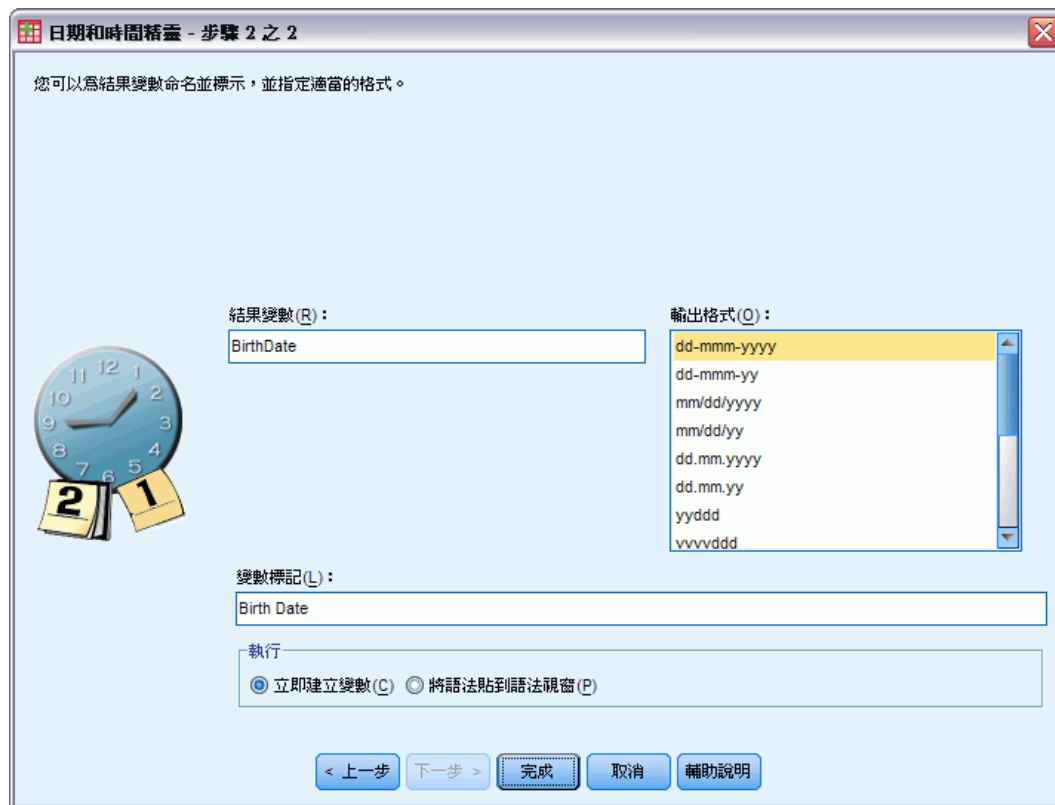 日期和時間精靈 - 步驟 2 之 2
您可以為結果變數命名並標示，並指定適當的格式。
結果變數(R)：
BirthDate
輸出格式(O)：
dd-mmm-yyyy
dd-mmm-yy
mm/dd/yyyy
mm/dd/yy
dd.mm.yyyy
dd.mm.yy
yyddd
yyyyddd
12
1
2
3
4
5
6
7
8
9
10
11
2
1
變數標記(L)：
Birth Date
執行
立即建立變數(C) 將語法貼到語法視窗(P)
< 上一步 下一步 > 完成 取消 輔助說明